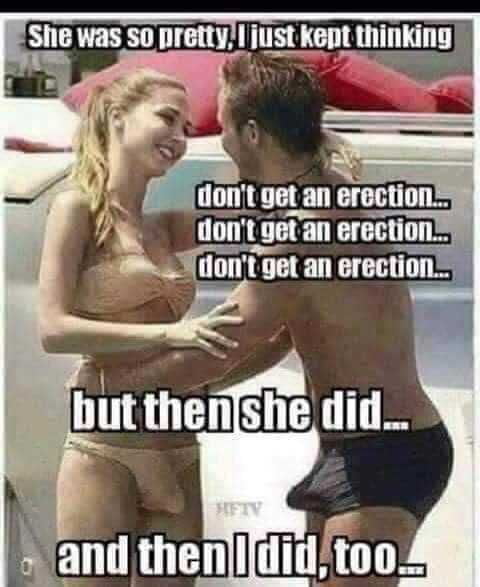 She was so pretty, I just kept thinking
don't get an erection...
don't get an erection...
don't get an erection...
but then she did...
HFTV
and then I did, too...